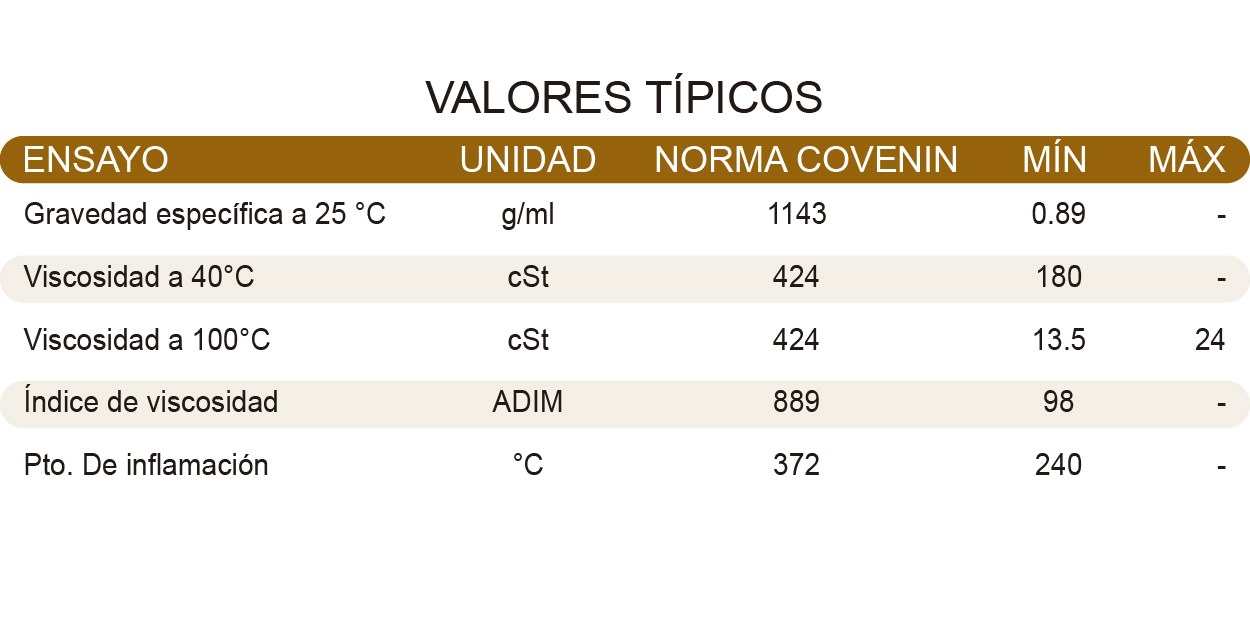 VALORES TÍPICOS
ENSAYO UNIDAD NORMA COVENIN MÍN MÁX
Gravedad específica a 25 °C g/ml 1143 0.89 -
Viscosidad a 40°C cSt 424 180 -
Viscosidad a 100°C cSt 424 13.5 24
Índice de viscosidad ADIM 889 98 -
Pto. De inflamación °C 372 240 -